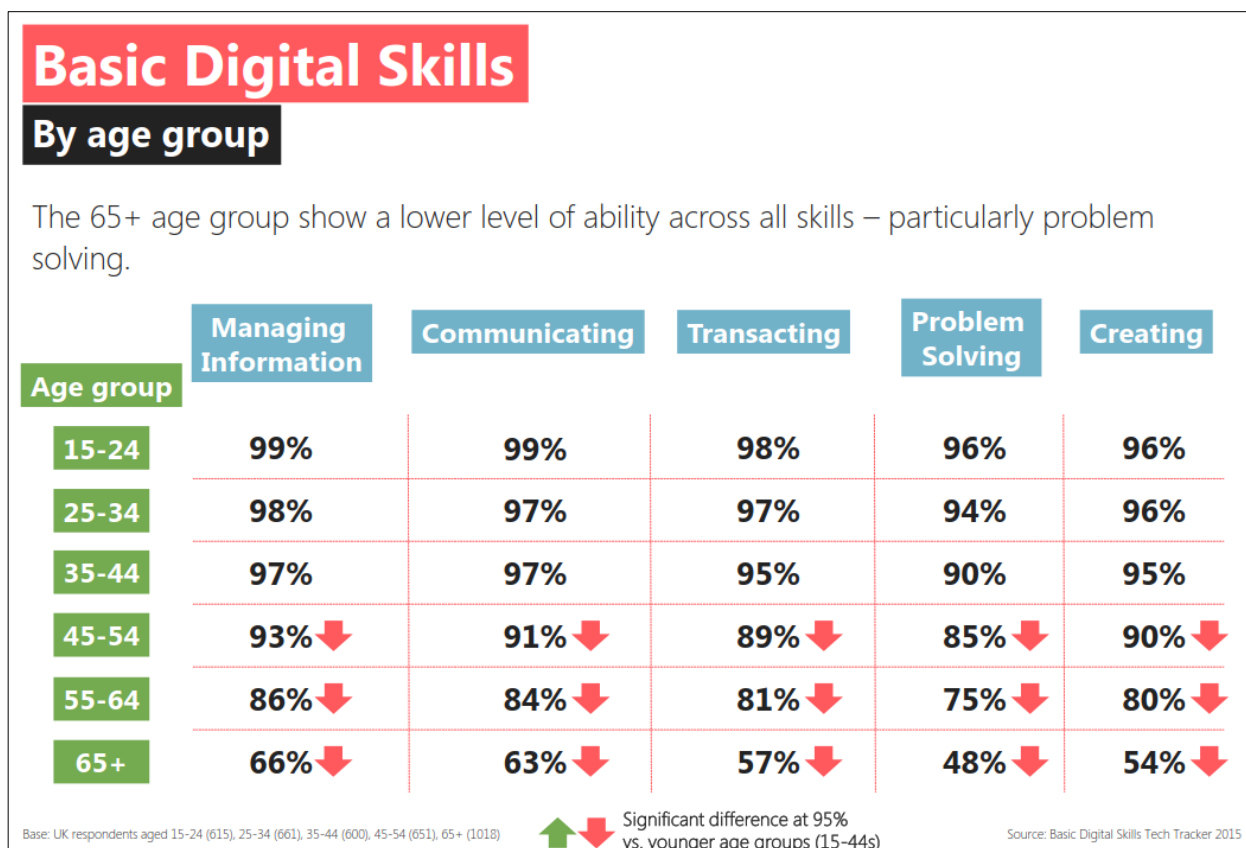 Basic Digital Skills
By age group
The 65+ age group show a lower level of ability across all skills – particularly problem
solving.
Managing
Information
Communicating
Transacting
Problem
Solving
Creating
Age group
15-24 99% 99% 98% 96% 96%
25-34 98% 97% 97% 94% 96%
35-44 97% 97% 95% 90% 95%
45-54 93% 91% 89% 85% 90%
55-64 86% 84% 81% 75% 80%
65+ 66% 63% 57% 48% 54%
Base: UK respondents aged 15-24 (615), 25-34 (661), 35-44 (600), 45-54 (651), 65+ (1018)
Significant difference at 95%
vs. younger age groups (15-44s)
Source: Basic Digital Skills Tech Tracker 2015